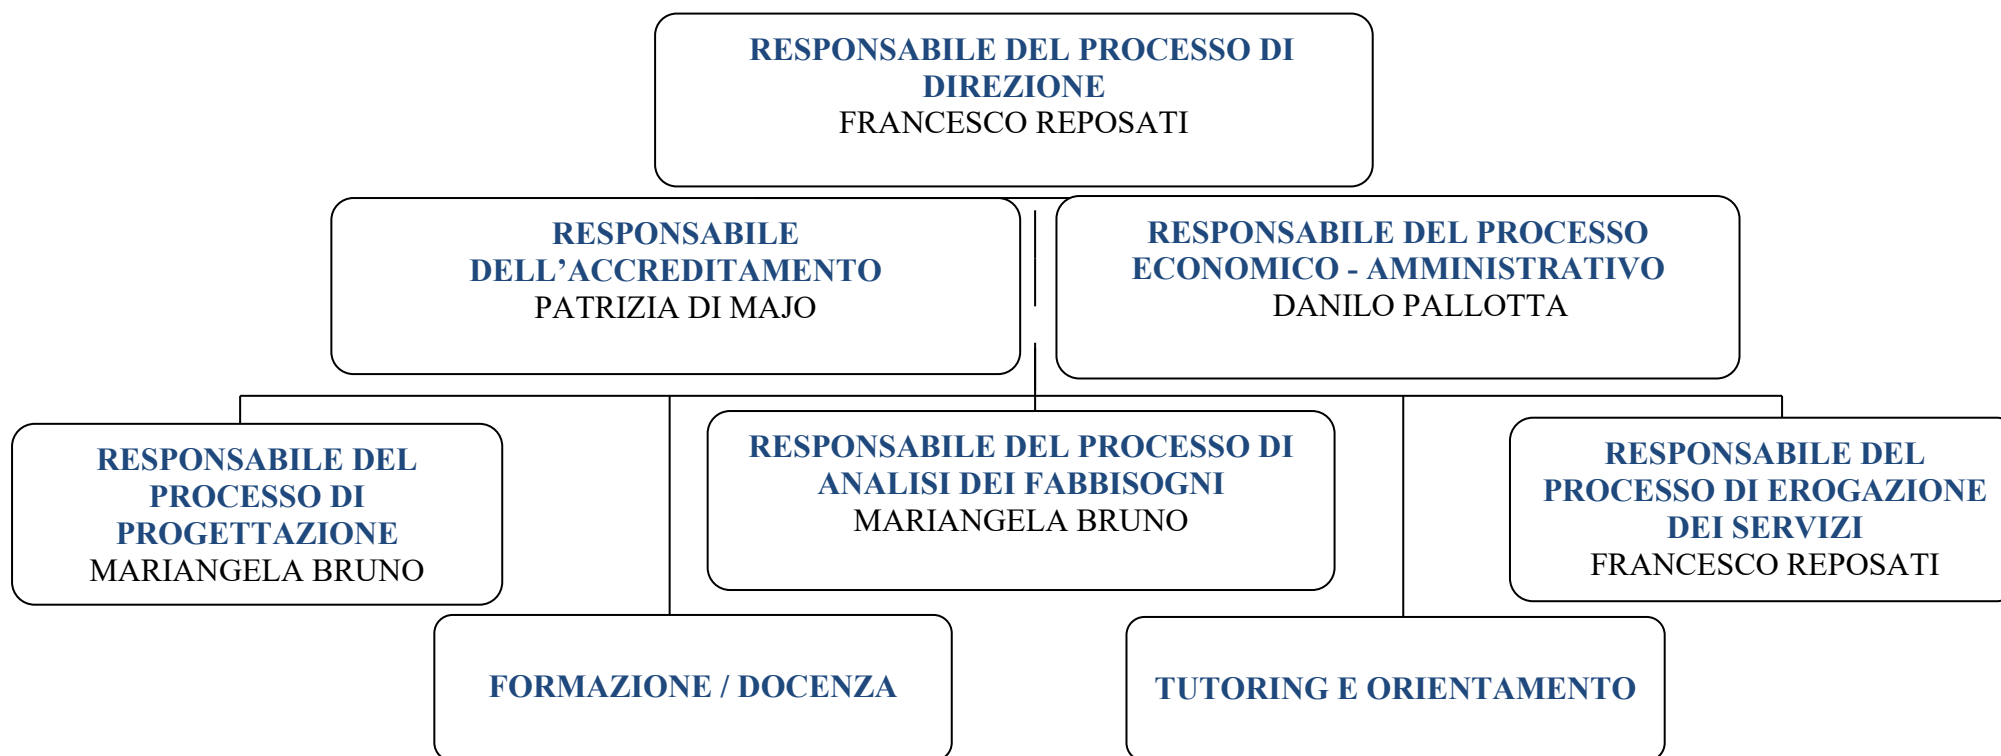 RESPONSABILE DEL PROCESSO DI
DIREZIONE
FRANCESCO REPOSATI
RESPONSABILE
DELL’ACCREDITAMENTO
PATRIZIA DI MAJO
RESPONSABILE DEL PROCESSO
ECONOMICO - AMMINISTRATIVO
DANILO PALLOTTA
RESPONSABILE DEL
PROCESSO DI
PROGETTAZIONE
MARIANGELA BRUNO
RESPONSABILE DEL PROCESSO DI
ANALISI DEI FABBISOGNI
MARIANGELA BRUNO
RESPONSABILE DEL
PROCESSO DI EROGAZIONE
DEI SERVIZI
FRANCESCO REPOSATI
FORMAZIONE / DOCENZA
TUTORING E ORIENTAMENTO